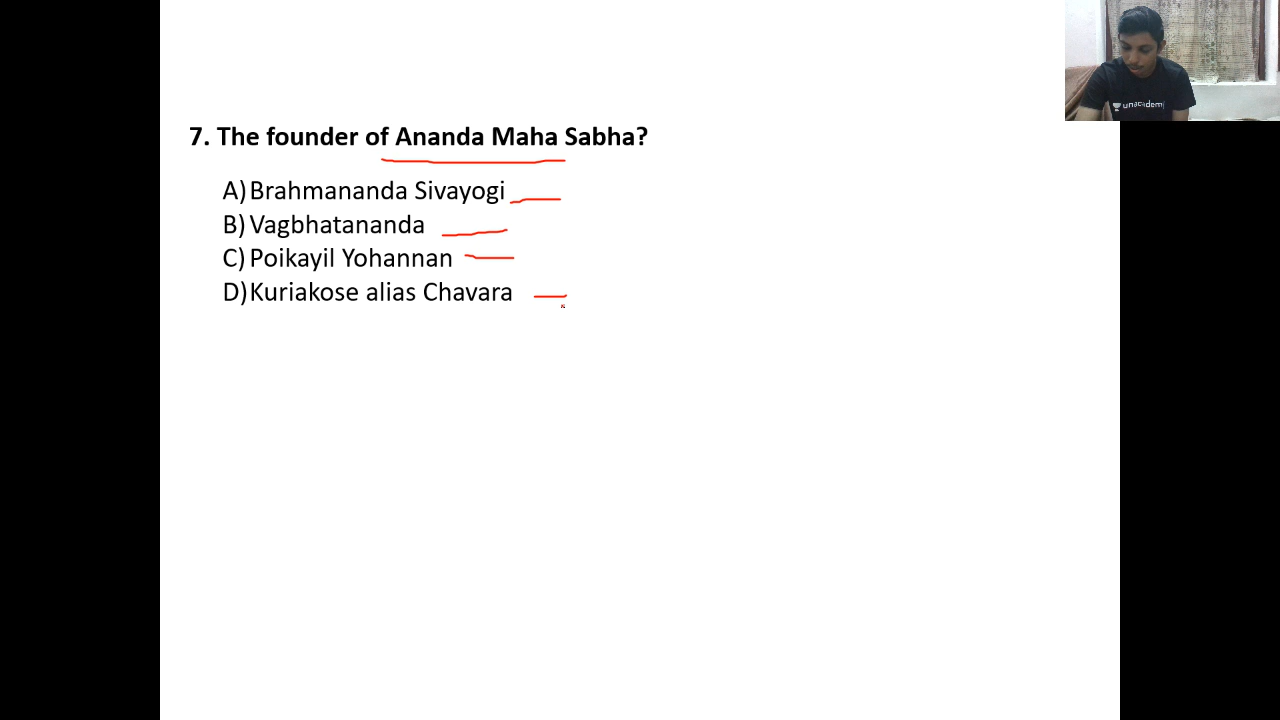 7. The founder of Ananda Maha Sabha?
A) Brahmananda Sivayogi
B) Vagbhatananda
C) Poikayil Yohannan
D) Kuriakose alias Chavara
unacademy